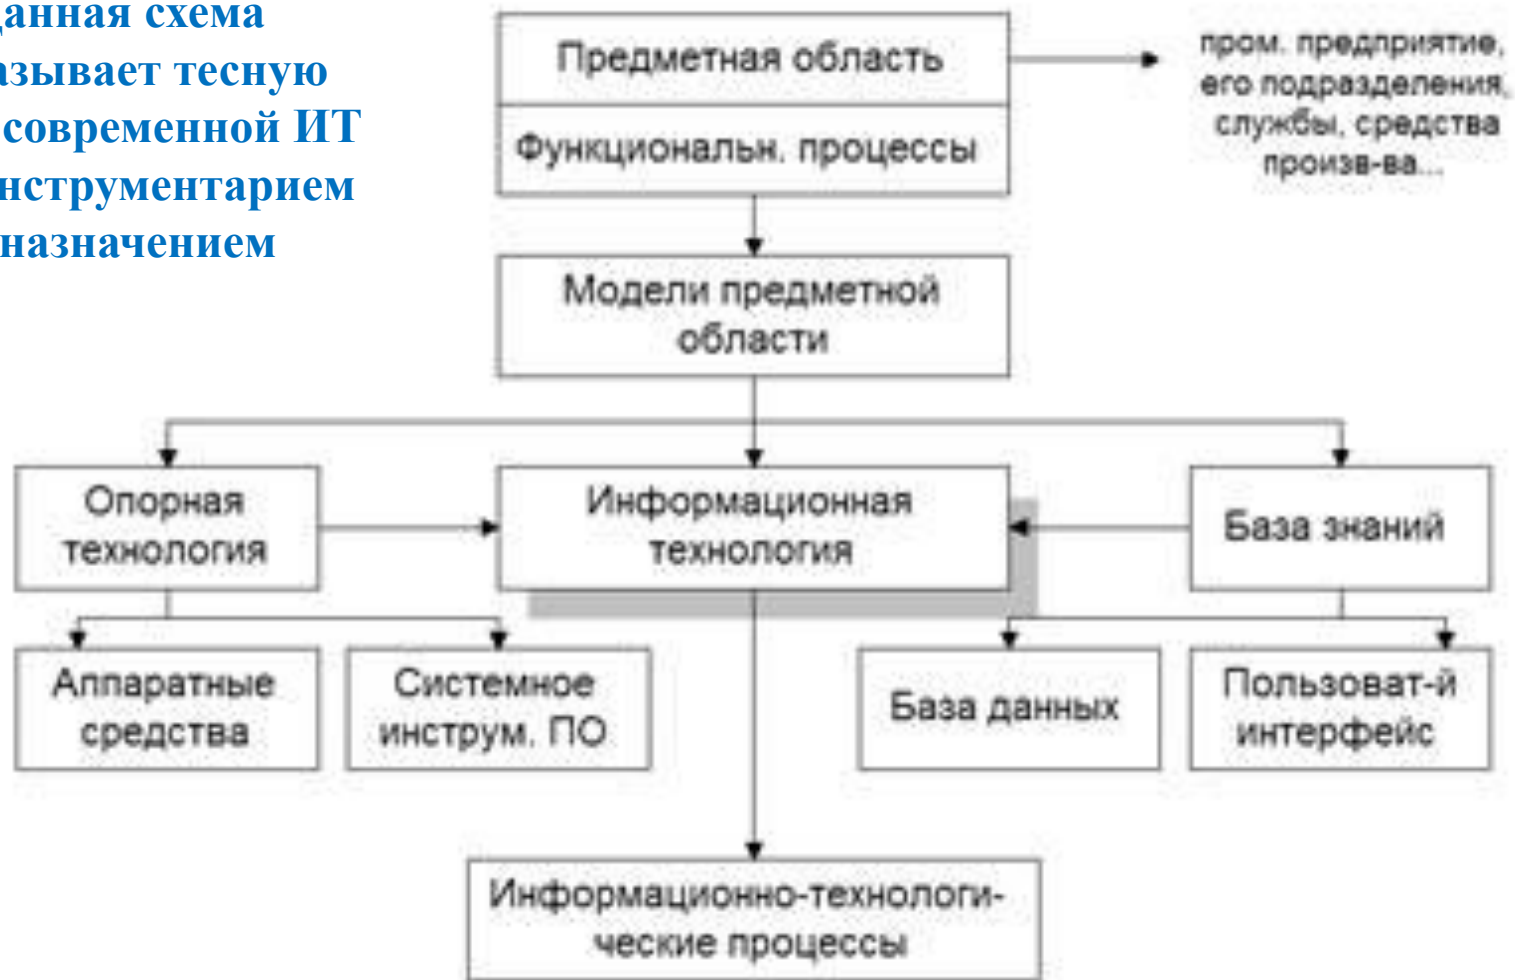 данная схема
азывает тесную
современной ИТ
нструментарием
назначением
Предметная область
Функциональн. процессы
пром. предприятие,
его подразделения,
службы, средства
произв-ва...
Модели предметной
области
Опорная
технология
Информационная
технология
База знаний
Аппаратные
средства
Системное
инструм. ПО
База данных
Пользоват-й
интерфейс
Информационно-технологи-
ческие процессы